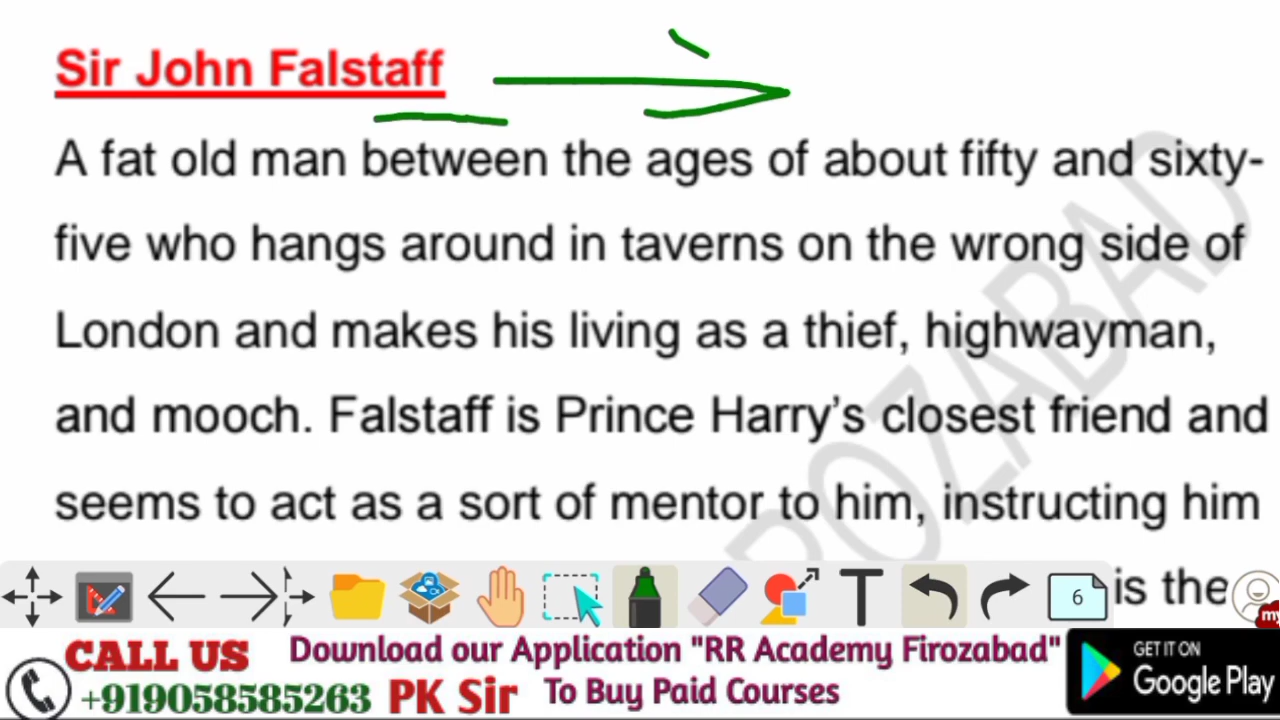 Sir John Falstaff
A fat old man between the ages of about fifty and sixty-
five who hangs around in taverns on the wrong side of
London and makes his living as a thief, highwayman,
and mooch. Falstaff is Prince Harry’s closest friend and
seems to act as a sort of mentor to him, instructing him
is the
6
T
my
CALL US
+919058585263 PK Sir
Download our Application "RR Academy Firozabad"
To Buy Paid Courses
GET IT ON
Google Play